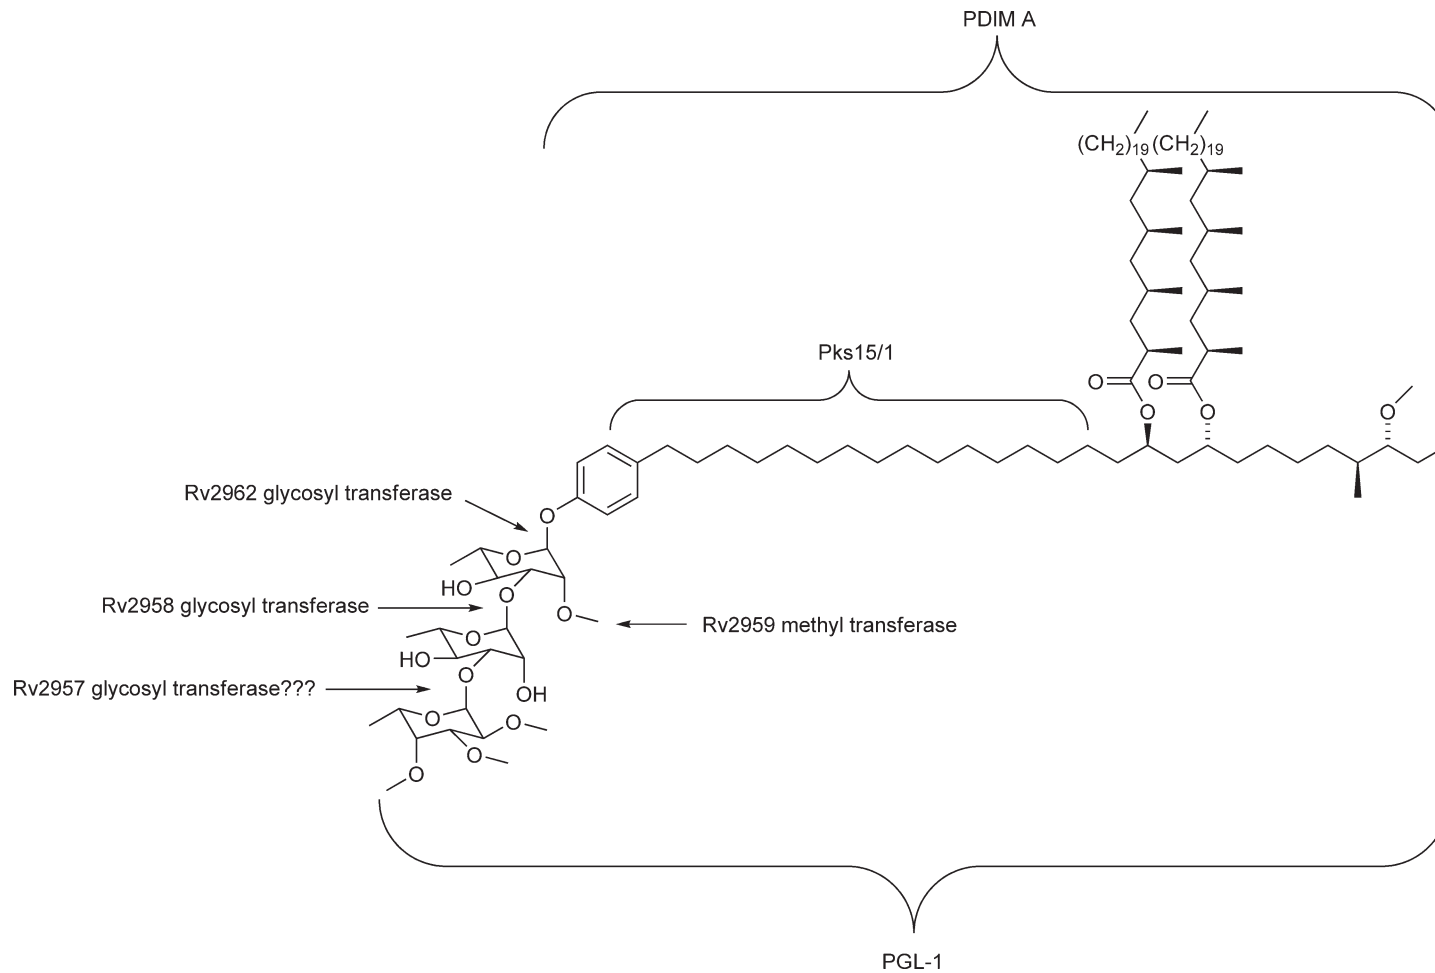 PDIM A
(CH2)19 (CH2)19
Pks15/1
O O
O O O
Rv2962 glycosyl transferase
O
O
HO
O
Rv2958 glycosyl transferase
O
Rv2959 methyl transferase
O
HO
O
Rv2957 glycosyl transferase???
OH
O
O
O
O
PGL-1